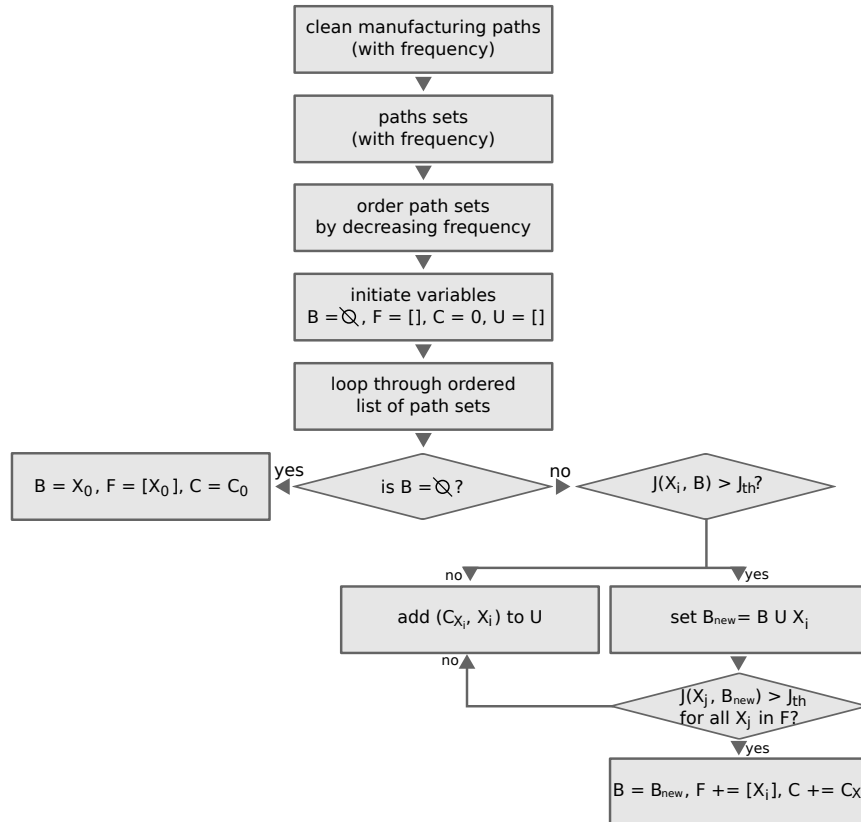 clean manufacturing paths
(with frequency)
paths sets
(with frequency)
order path sets
by decreasing frequency
initiate variables
B = ∅, F = [], C = 0, U = []
loop through ordered
list of path sets
yes
no
B = X₀, F = [X₀], C = C₀
is B = ∅?
J(Xᵢ, B) > Jth?
no
yes
add (C_Xᵢ, Xᵢ) to U
set Bnew= B U Xᵢ
no
J(Xⱼ, Bnew) > Jth
for all Xⱼ in F?
yes
B = Bnew, F += [Xᵢ], C += C_X